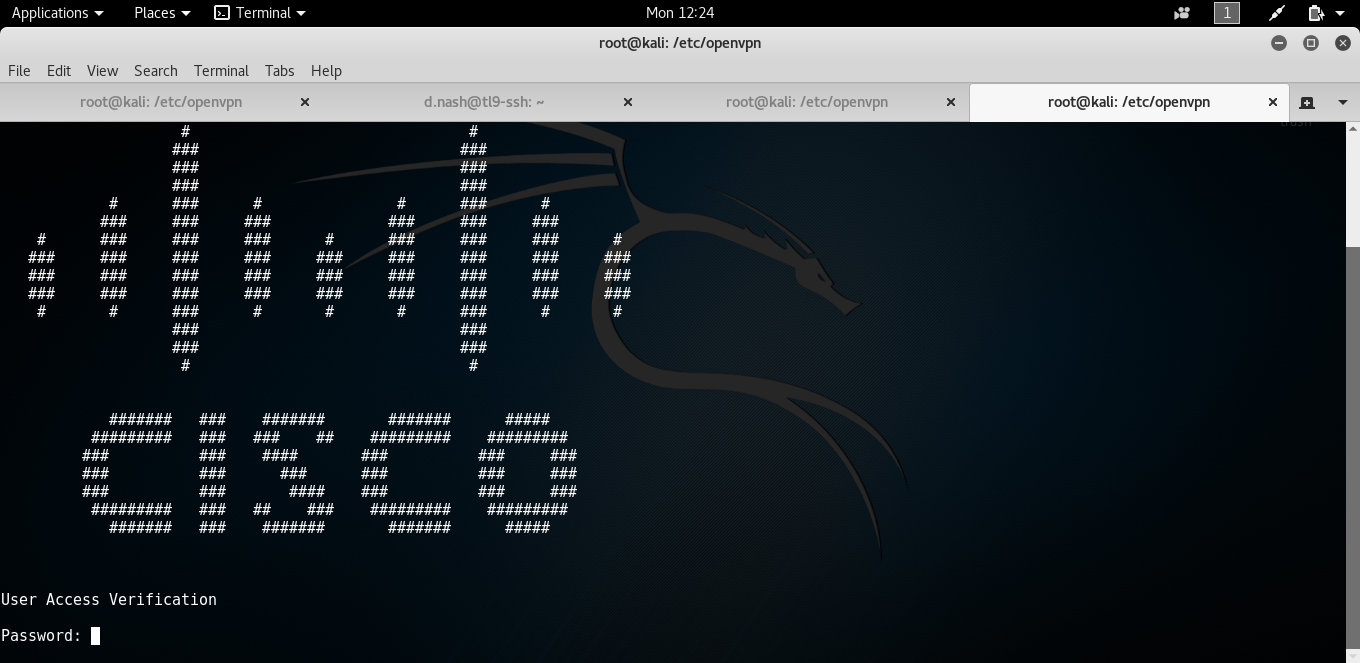 Applications Places Terminal Mon 12:24 1
root@kali: /etc/openvpn
File Edit View Search Terminal Tabs Help
root@kali: /etc/openvpn d.nash@tl9-ssh: ~ root@kali: /etc/openvpn root@kali: /etc/openvpn
CISCO
User Access Verification
Password: